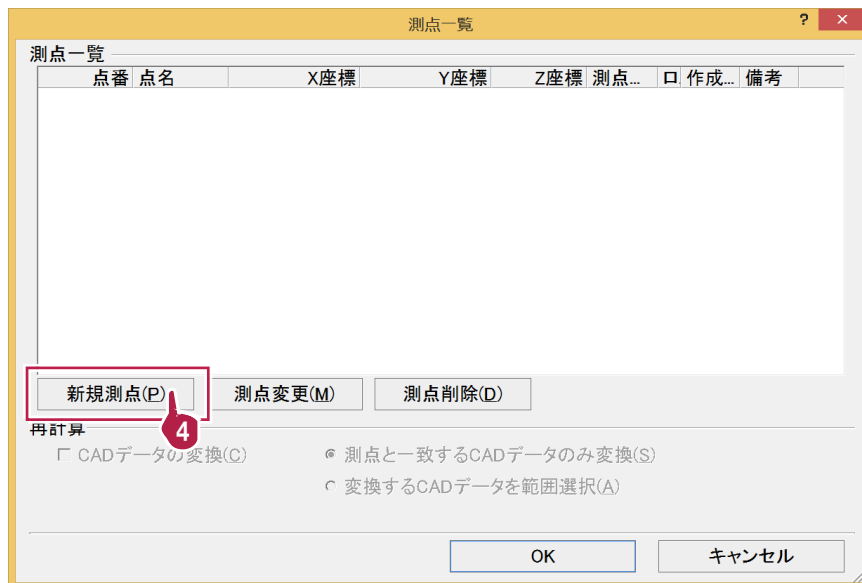 測点一覧
? ×
測点一覧
点番 点名 X座標 Y座標 Z座標 測点... ロ. 作成... 備考
新規測点(P) 測点変更(M) 測点削除(D)
4
再計算
CADデータの変換(C) 測点と一致するCADデータのみ変換(S)
変換するCADデータを範囲選択(A)
OK キャンセル